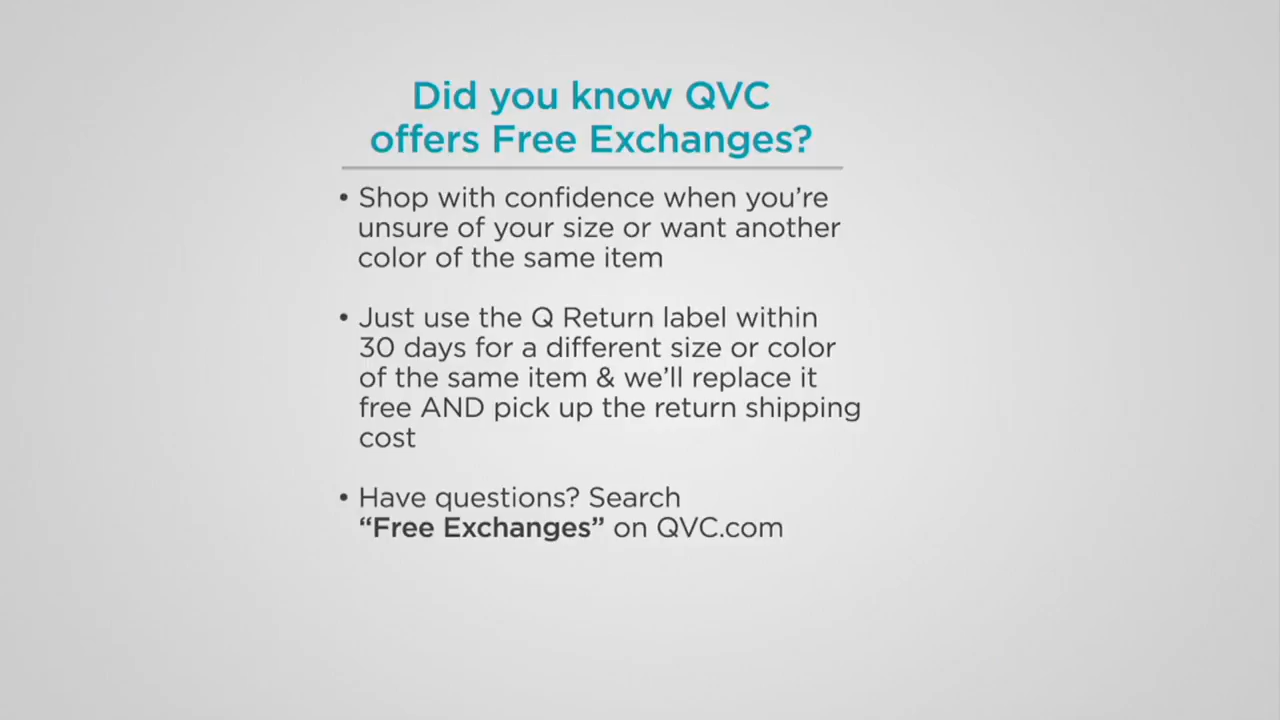 Did you know QVC
offers Free Exchanges?
• Shop with confidence when you’re
unsure of your size or want another
color of the same item
• Just use the Q Return label within
30 days for a different size or color
of the same item & we’ll replace it
free AND pick up the return shipping
cost
• Have questions? Search
“Free Exchanges” on QVC.com